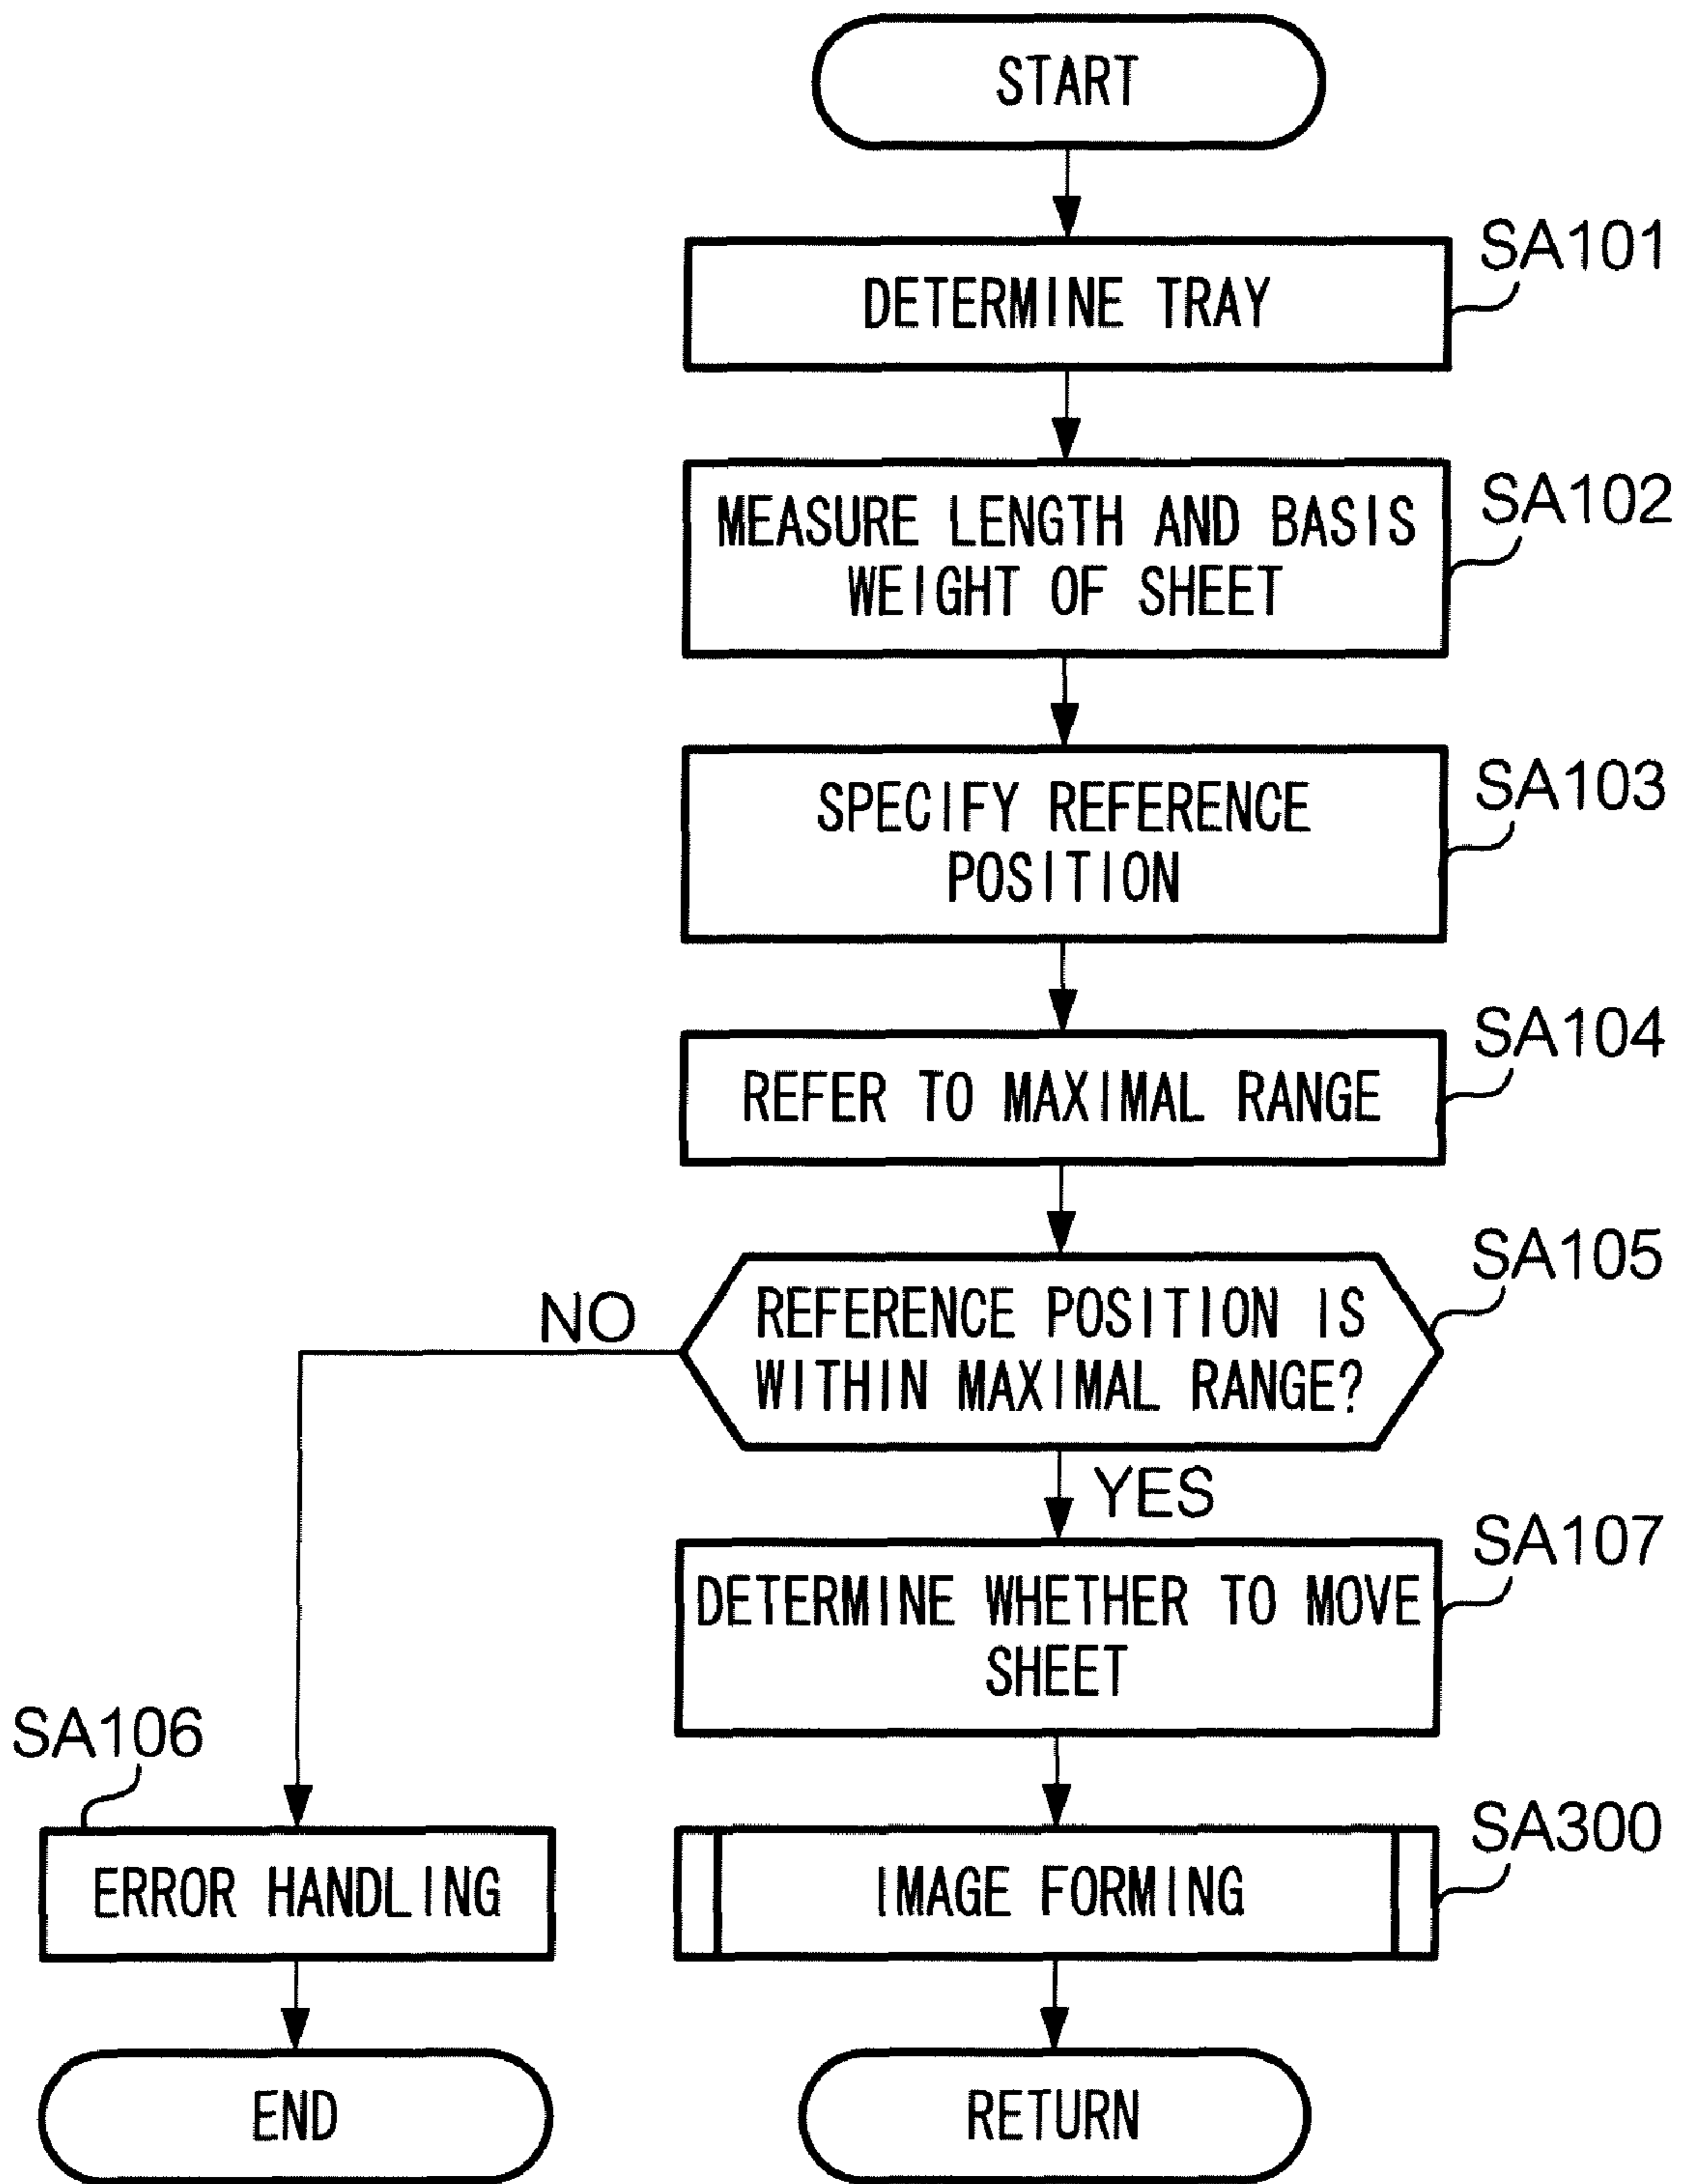 START
SA101
DETERMINE TRAY
SA102
MEASURE LENGTH AND BASIS
WEIGHT OF SHEET
SA103
SPECIFY REFERENCE
POSITION
SA104
REFER TO MAXIMAL RANGE
SA105
NO
REFERENCE POSITION IS
WITHIN MAXIMAL RANGE?
YES
SA107
DETERMINE WHETHER TO MOVE
SHEET
SA106
ERROR HANDLING
SA300
IMAGE FORMING
END
RETURN